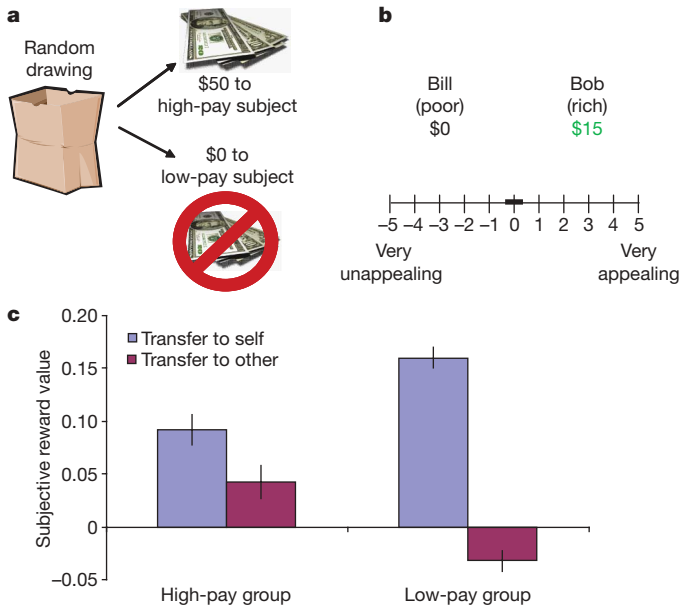 a
Random
drawing
$50 to
high-pay subject
$0 to
low-pay subject
b
Bill
(poor)
$0
Bob
(rich)
$15
–5 –4 –3 –2 –1 0 1 2 3 4 5
Very
unappealing
Very
appealing
c
Subjective reward value
0.20
0.15
0.10
0.05
0
–0.05
Transfer to self
Transfer to other
High-pay group
Low-pay group